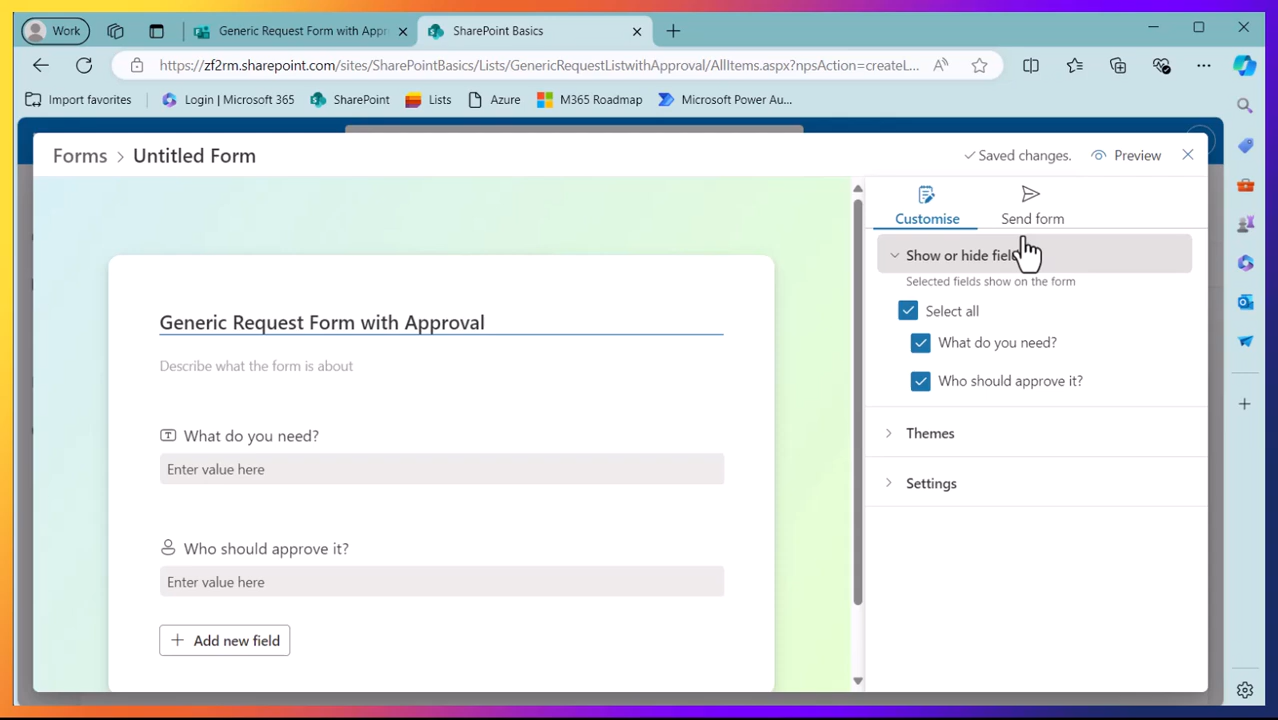 Work
Generic Request Form with Appr
SharePoint Basics
https://zf2rm.sharepoint.com/sites/SharePointBasics/Lists/GenericRequestListwithApproval/AllItems.aspx?npsAction=createL...
Import favorites
Login | Microsoft 365
SharePoint
Lists
Azure
M365 Roadmap
Microsoft Power Au...
Forms > Untitled Form
Saved changes.
Preview
Customise
Send form
Show or hide fiel
Selected fields show on the form
Select all
What do you need?
Who should approve it?
Themes
Settings
Generic Request Form with Approval
Describe what the form is about
What do you need?
Enter value here
Who should approve it?
Enter value here
+ Add new field